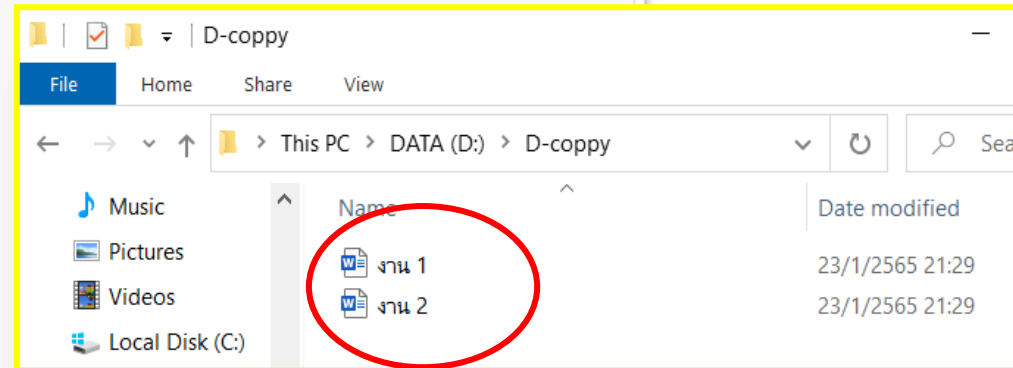 D-coppy
File Home Share View
This PC > DATA (D:) > D-coppy Sea
Music Name Date modified
Pictures งาน 1 23/1/2565 21:29
Videos งาน 2 23/1/2565 21:29
Local Disk (C:)